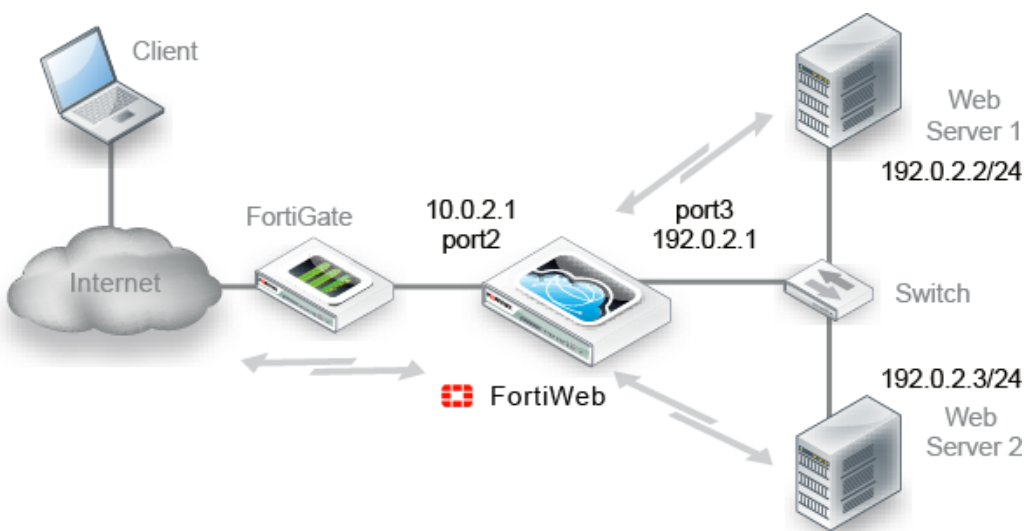 Client
Web
Server 1
192.0.2.2/24
FortiGate
10.0.2.1
port2
port3
192.0.2.1
Internet
Switch
FortiWeb
192.0.2.3/24
Web
Server 2